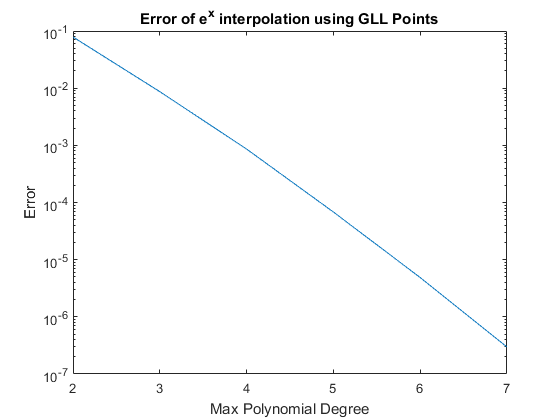 Error of e^x interpolation using GLL Points
10^-1
10^-2
10^-3
10^-4
10^-5
10^-6
10^-7
Error
2 3 4 5 6 7
Max Polynomial Degree